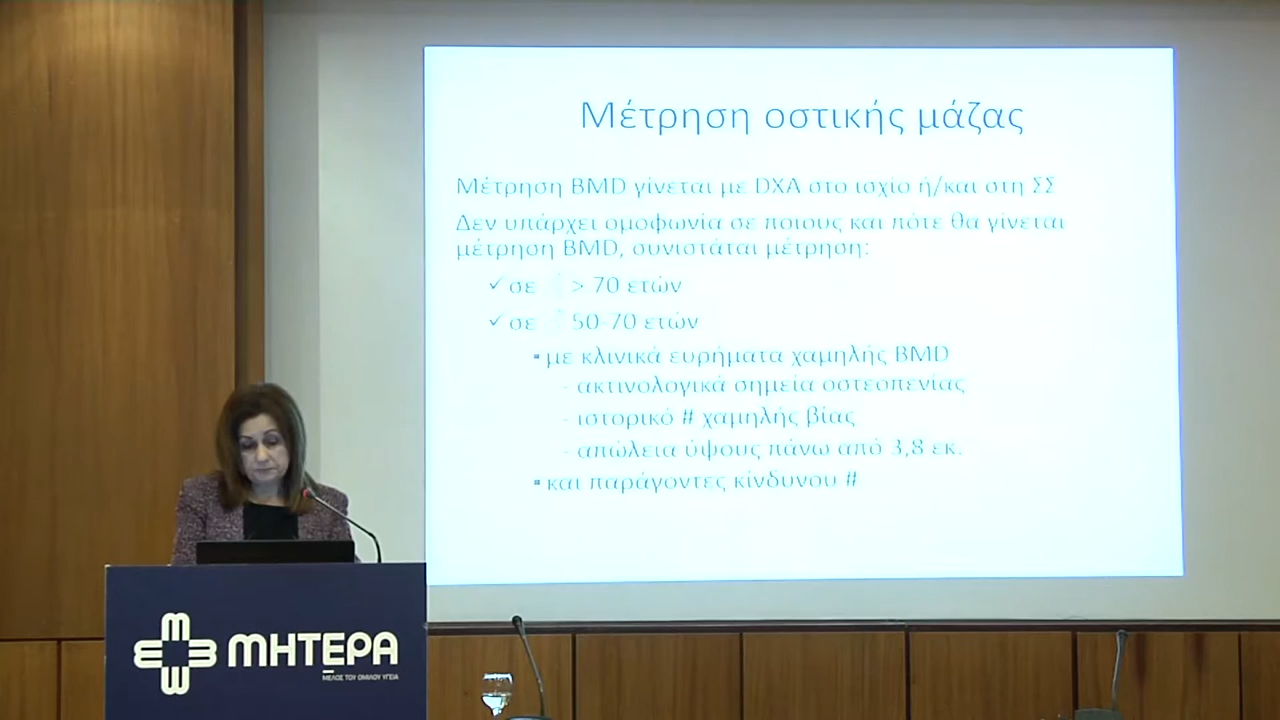 Μέτρηση οστικής μάζας
Μέτρηση BMD γίνεται με DXA στο ισχίο ή/και στη ΣΣ
Δεν υπάρχει ομοφωνία σε ποιους και πότε θα γίνεται
μέτρηση BMD, συνιστάται μέτρηση:
✓ σε > 70 ετών
✓ σε 50-70 ετών
▪ με κλινικά ευρήματα χαμηλής BMD
- ακτινολογικά σημεία οστεοπενίας
- ιστορικό # χαμηλής βίας
- απώλεια ύψους πάνω από 3,8 εκ.
▪ και παράγοντες κίνδυνου #
ΜΗΤΕΡΑ
ΜΕΛΟΣ ΤΟΥ ΟΜΙΛΟΥ ΥΓΕΙΑ